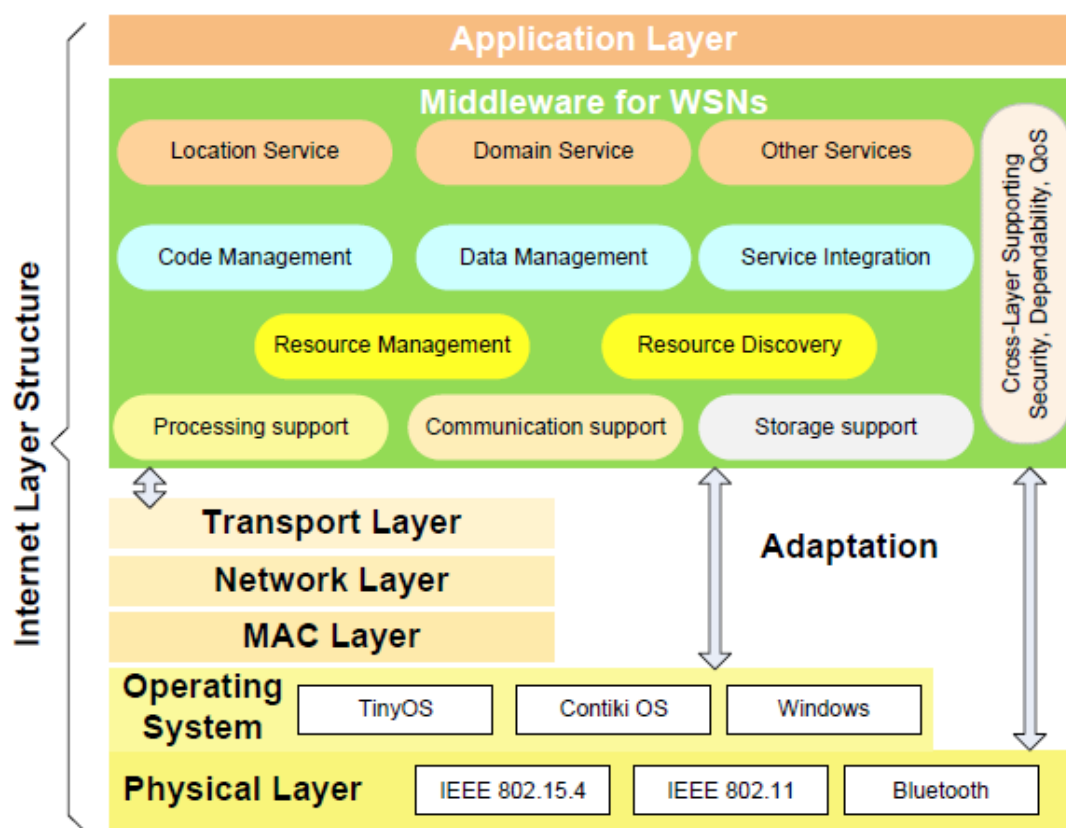 Internet Layer Structure
Application Layer
Middleware for WSNs
Location Service
Domain Service
Other Services
Cross-Layer Supporting
Security, Dependability, QoS
Code Management
Data Management
Service Integration
Resource Management
Resource Discovery
Processing support
Communication support
Storage support
Transport Layer
Adaptation
Network Layer
MAC Layer
Operating
System
TinyOS
Contiki OS
Windows
Physical Layer
IEEE 802.15.4
IEEE 802.11
Bluetooth